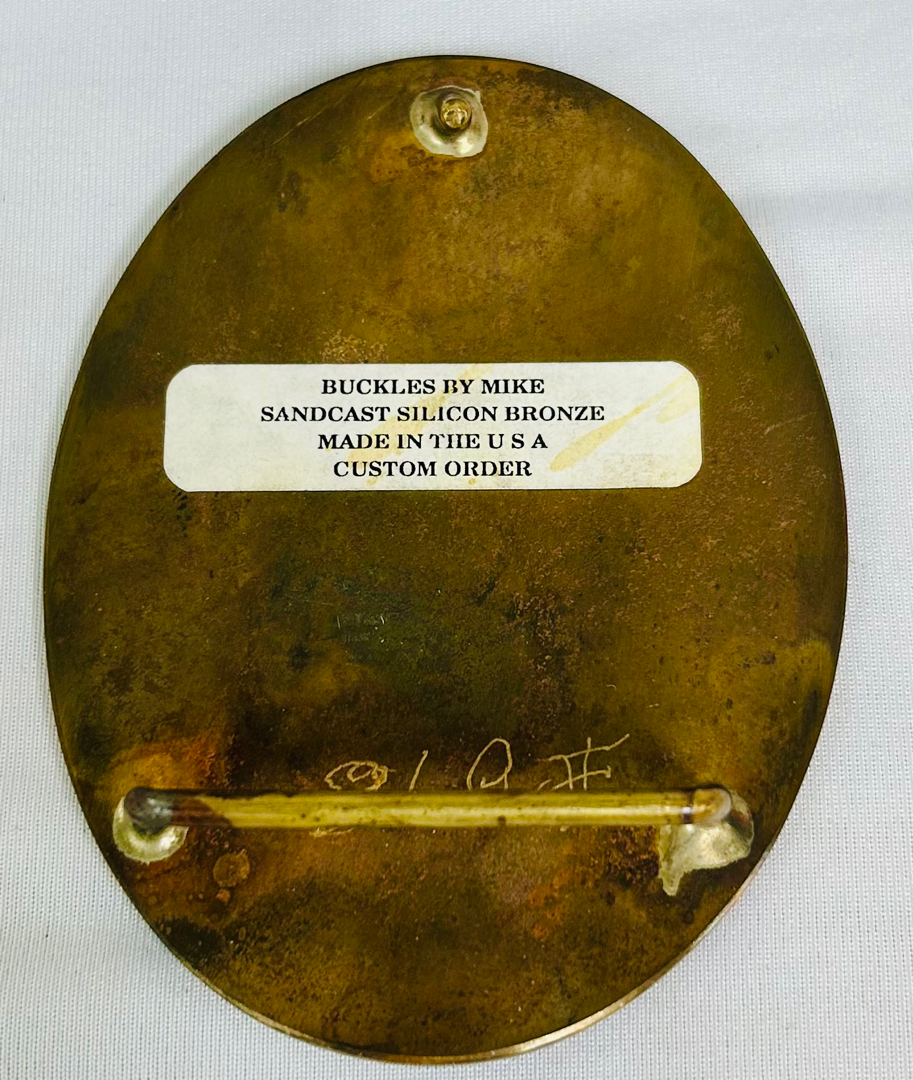 BUCKLES BY MIKE
SANDCAST SILICON BRONZE
MADE IN THE U S A
CUSTOM ORDER